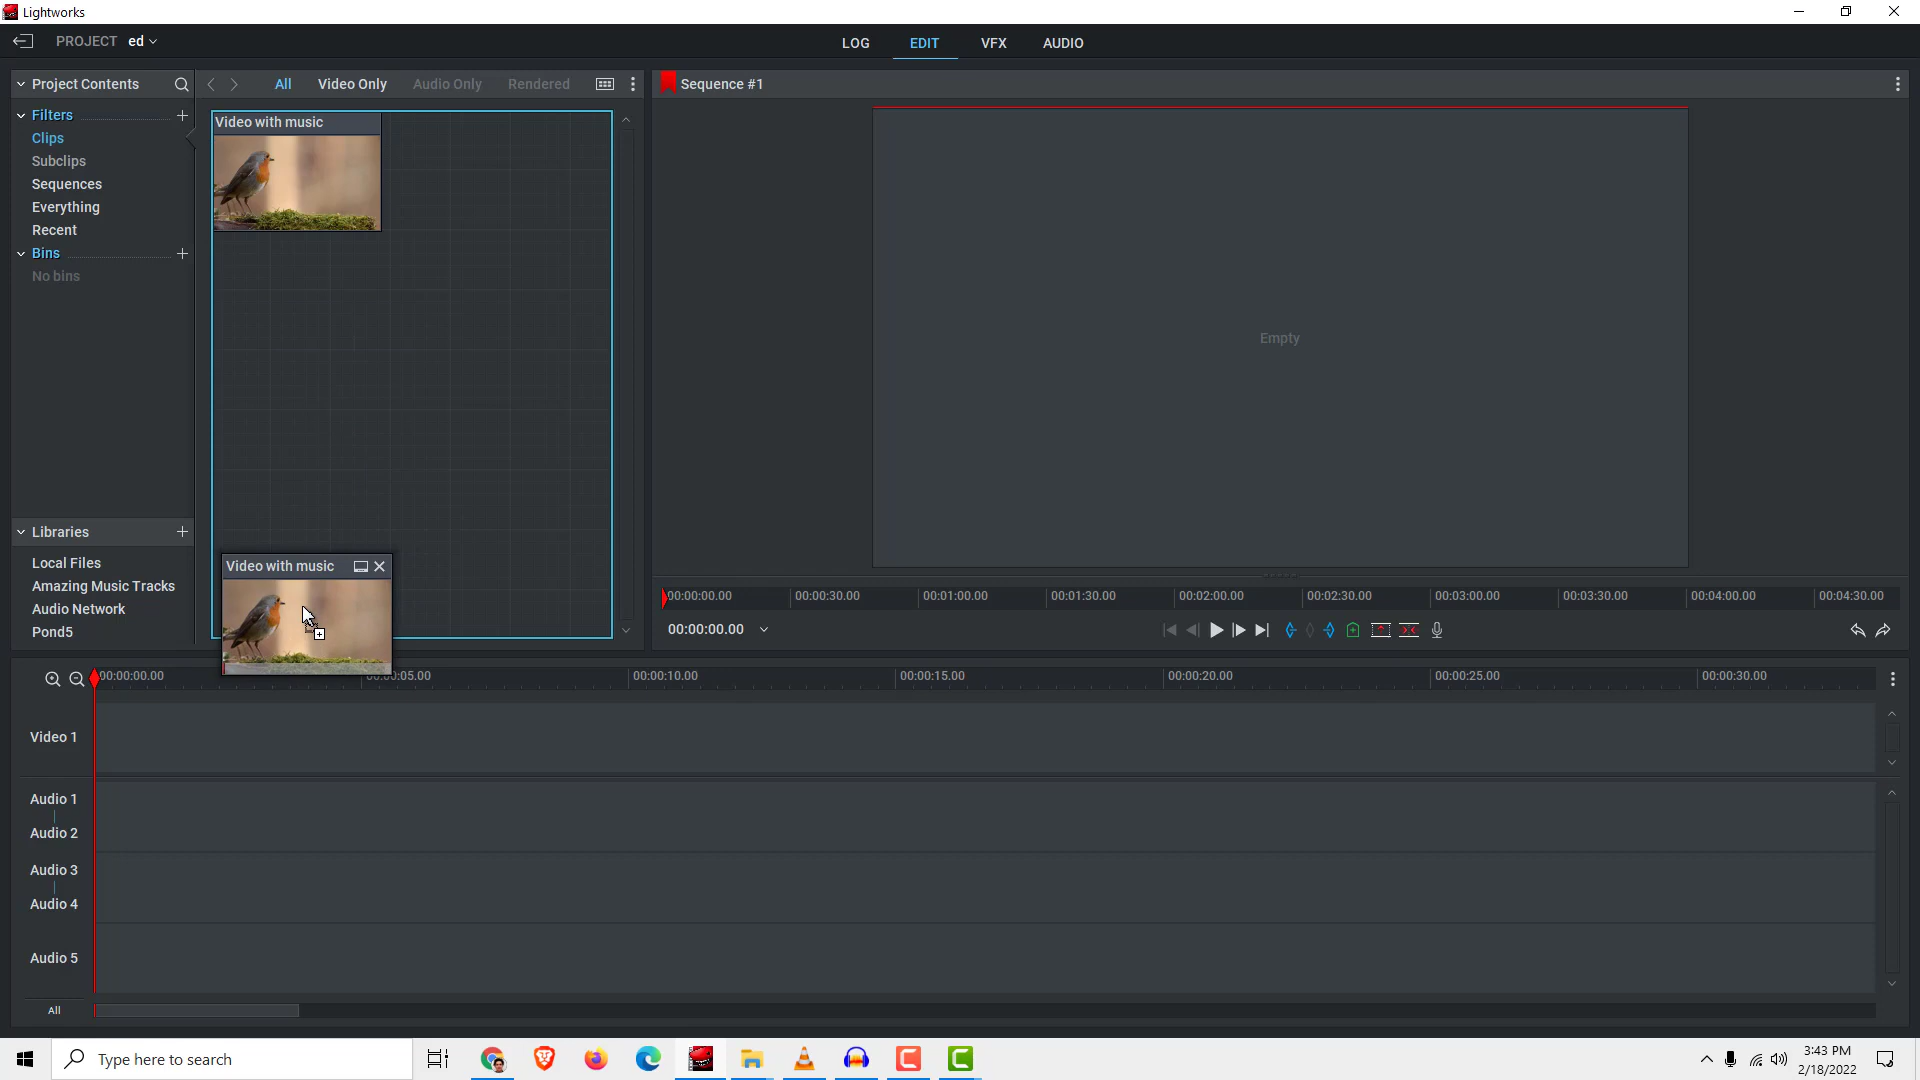 Lightworks
PROJECT ed
LOG EDIT VFX AUDIO
Project Contents
All Video Only Audio Only Rendered
Sequence #1
Filters
Clips
Subclips
Sequences
Everything
Recent
Bins
No bins
Video with music
Empty
Libraries
Local Files
Amazing Music Tracks
Audio Network
Pond5
Video with music
00:00:00.00 00:00:30.00 00:01:00.00 00:01:30.00 00:02:00.00 00:02:30.00 00:03:00.00 00:03:30.00 00:04:00.00 00:04:30.00
00:00:00.00
00:00:00.00 00:00:05.00 00:00:10.00 00:00:15.00 00:00:20.00 00:00:25.00 00:00:30.00
Video 1
Audio 1
Audio 2
Audio 3
Audio 4
Audio 5
All
Type here to search
3:43 PM
2/18/2022